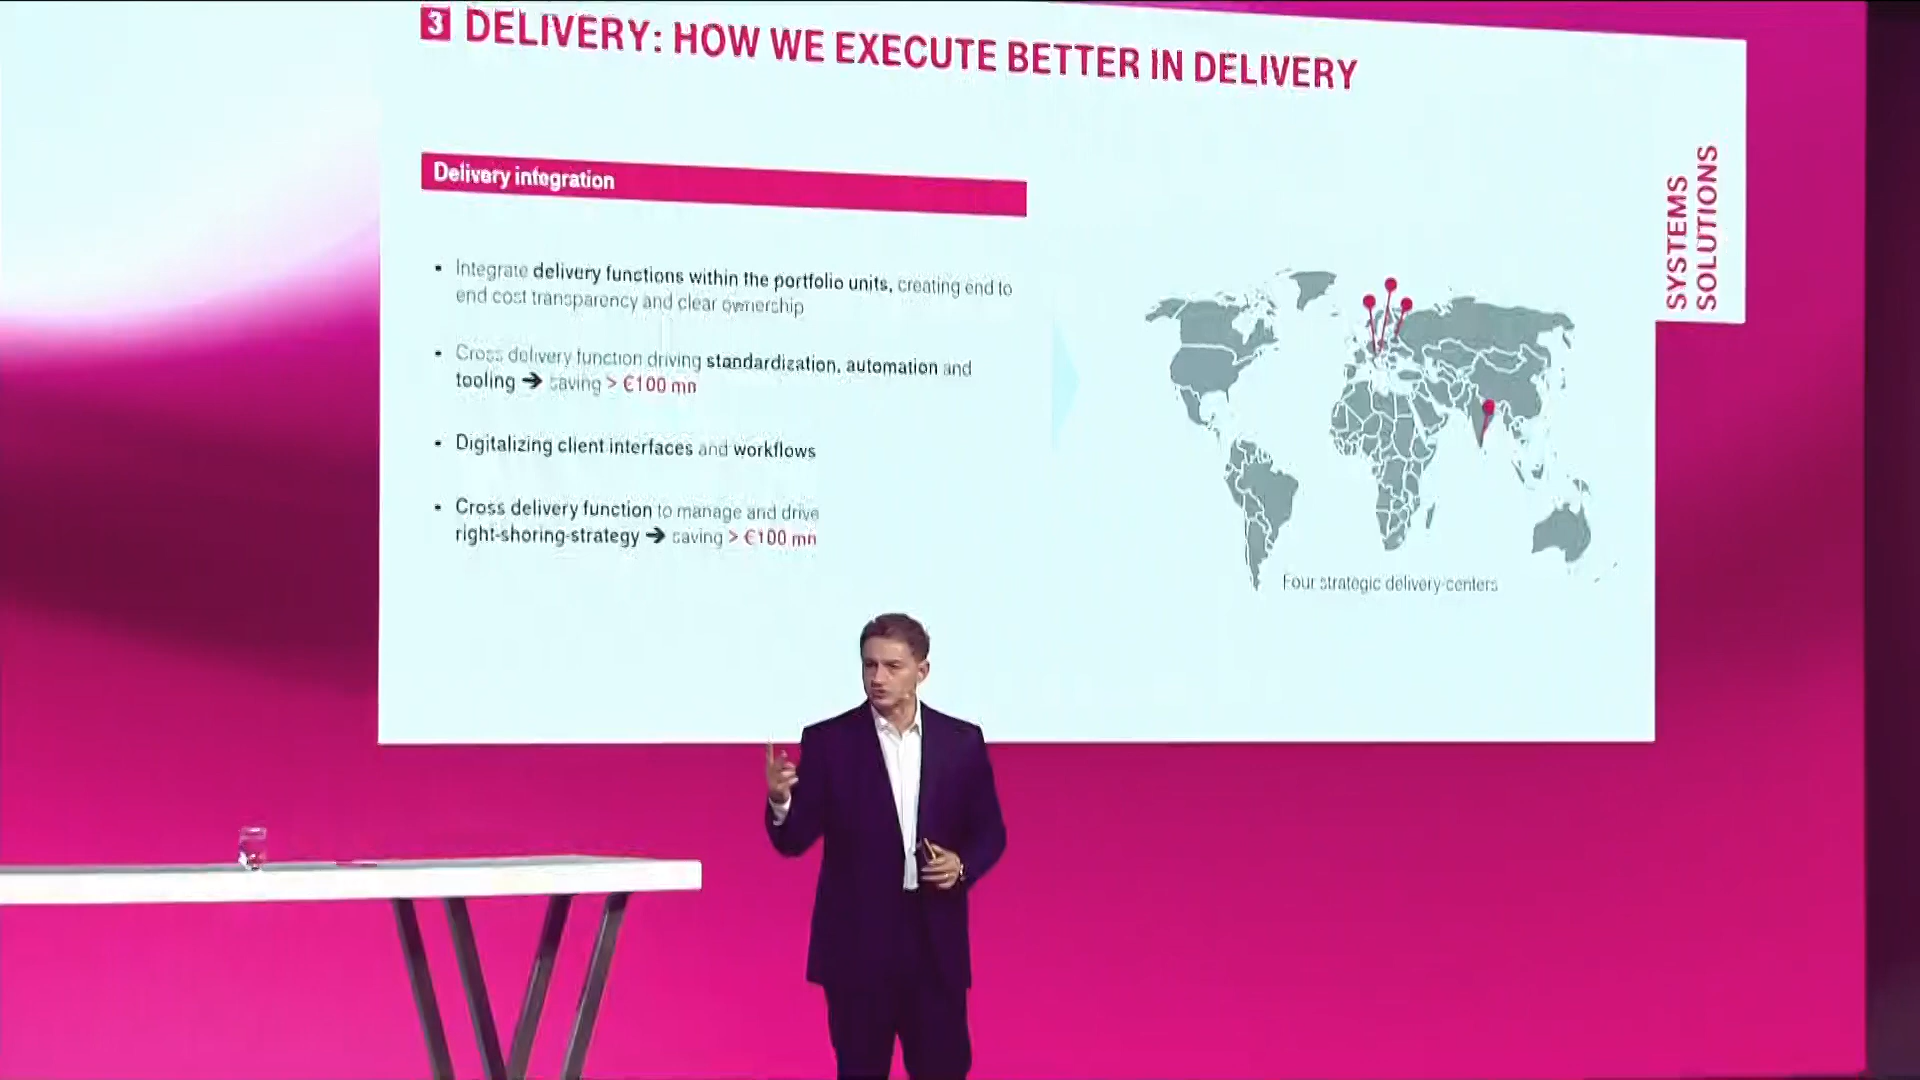 3 DELIVERY: HOW WE EXECUTE BETTER IN DELIVERY
Delivery integration
• Integrate delivery functions within the portfolio units, creating end to
end cost transparency and clear ownership
• Cross delivery function driving standardization, automation and
tooling ➔ saving > €100 mn
• Digitalizing client interfaces and workflows
• Cross delivery function to manage and drive
right-shoring-strategy ➔ saving > €100 mn
SYSTEMS
SOLUTIONS
Four strategic delivery centers